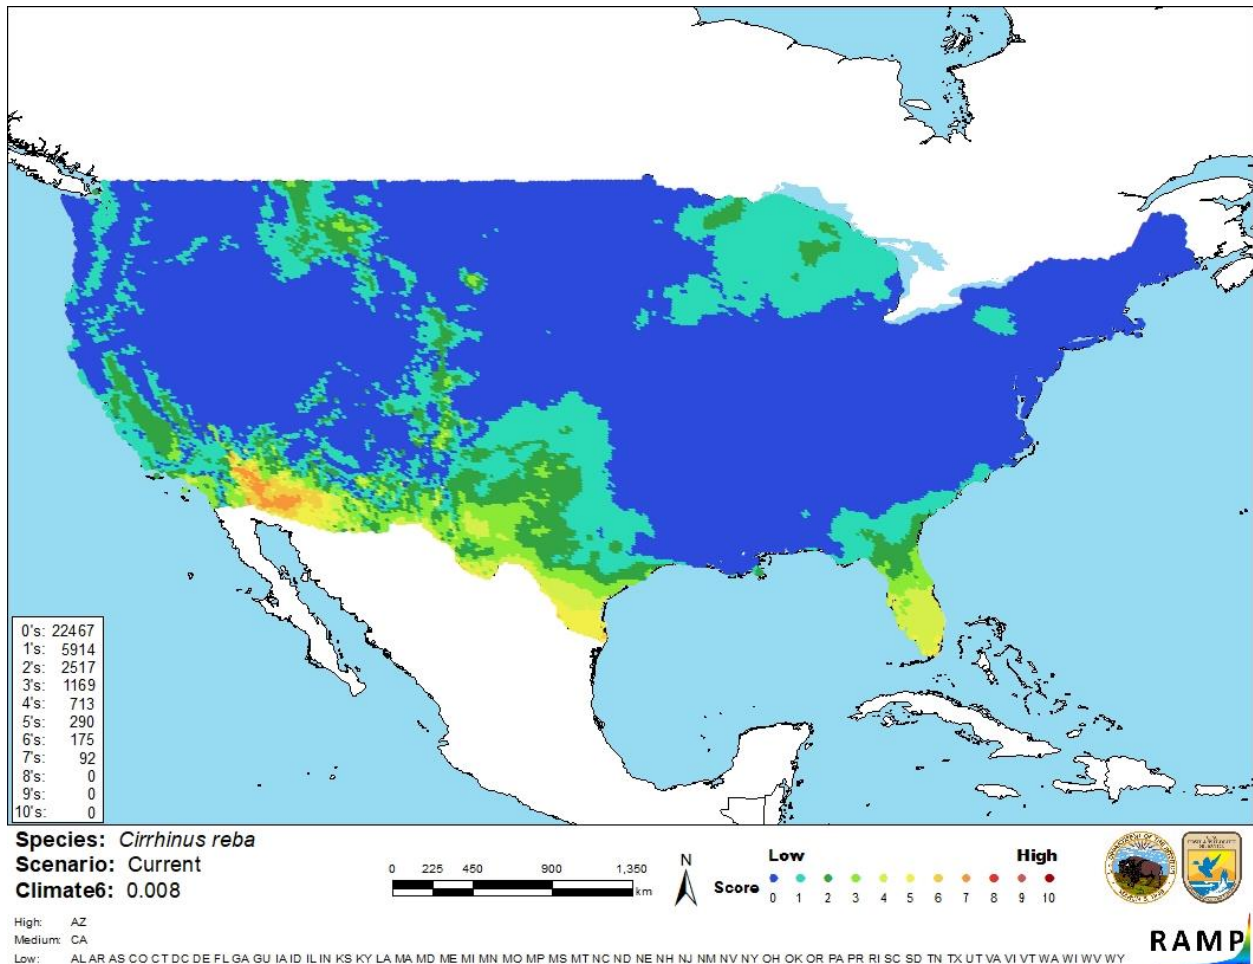 0's: 22467
1's: 5914
2's: 2517
3's: 1169
4's: 713
5's: 290
6's: 175
7's: 92
8's: 0
9's: 0
10's: 0
Species: Cirrhinus reba
Scenario: Current
Climate6: 0.008
0 225 450 900 1,350
km
N
Low High
Score 0 1 2 3 4 5 6 7 8 9 10
High: AZ
Medium: CA
Low: AL AR AS CO CT DC DE FL GA GU IA ID IL IN KS KY LA MA MD ME MI MN MO MP MS MT NC ND NE NH NJ NM NV NY OH OK OR PA PR RI SC SD TN TX UT VA VI VT WA WI WV WY
RAMP